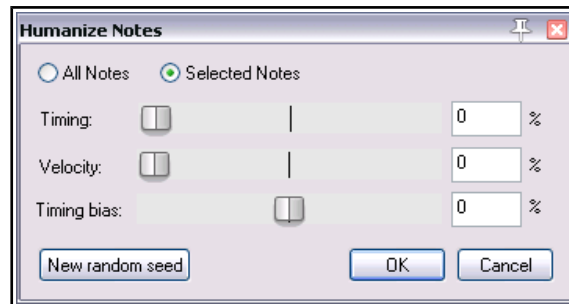 Humanize Notes
All Notes Selected Notes
Timing: 0 %
Velocity: 0 %
Timing bias: 0 %
New random seed OK Cancel